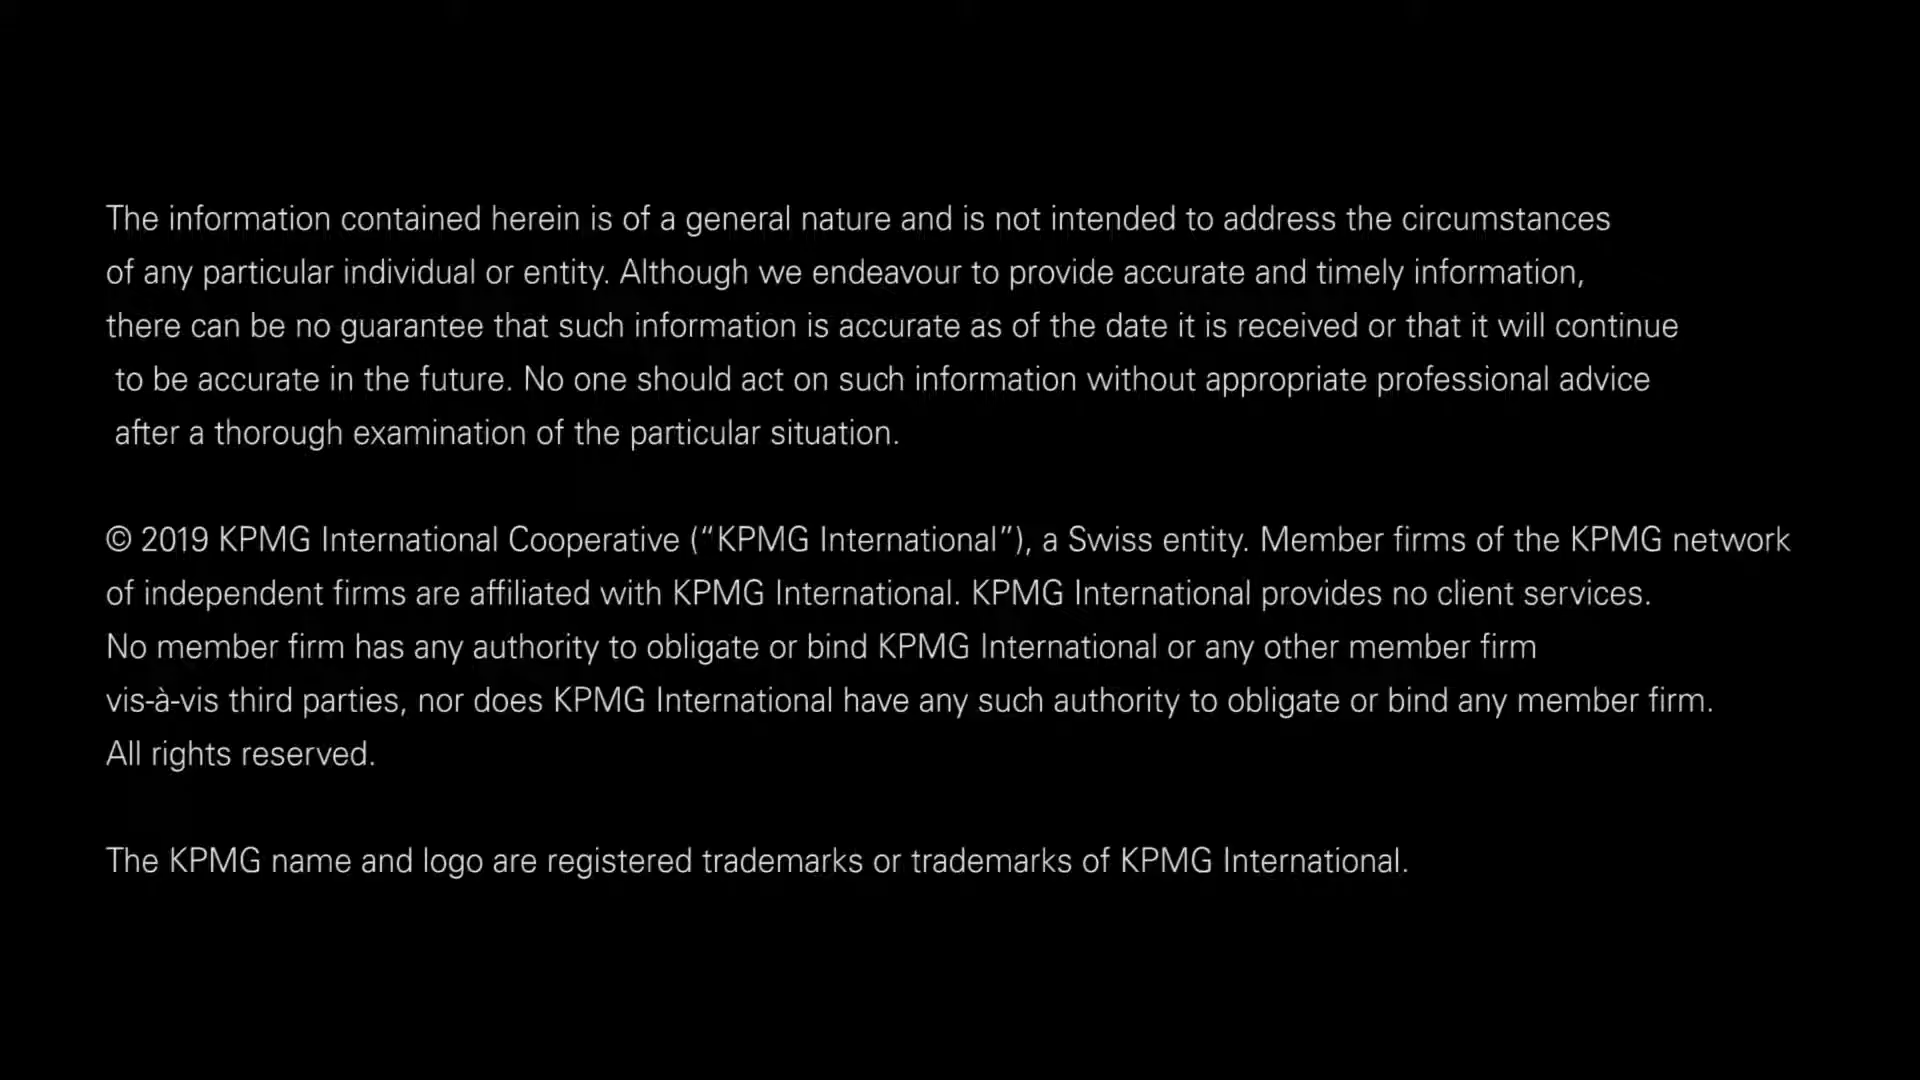 The information contained herein is of a general nature and is not intended to address the circumstances
of any particular individual or entity. Although we endeavour to provide accurate and timely information,
there can be no guarantee that such information is accurate as of the date it is received or that it will continue
to be accurate in the future. No one should act on such information without appropriate professional advice
after a thorough examination of the particular situation.
© 2019 KPMG International Cooperative (“KPMG International”), a Swiss entity. Member firms of the KPMG network
of independent firms are affiliated with KPMG International. KPMG International provides no client services.
No member firm has any authority to obligate or bind KPMG International or any other member firm
vis-à-vis third parties, nor does KPMG International have any such authority to obligate or bind any member firm.
All rights reserved.
The KPMG name and logo are registered trademarks or trademarks of KPMG International.